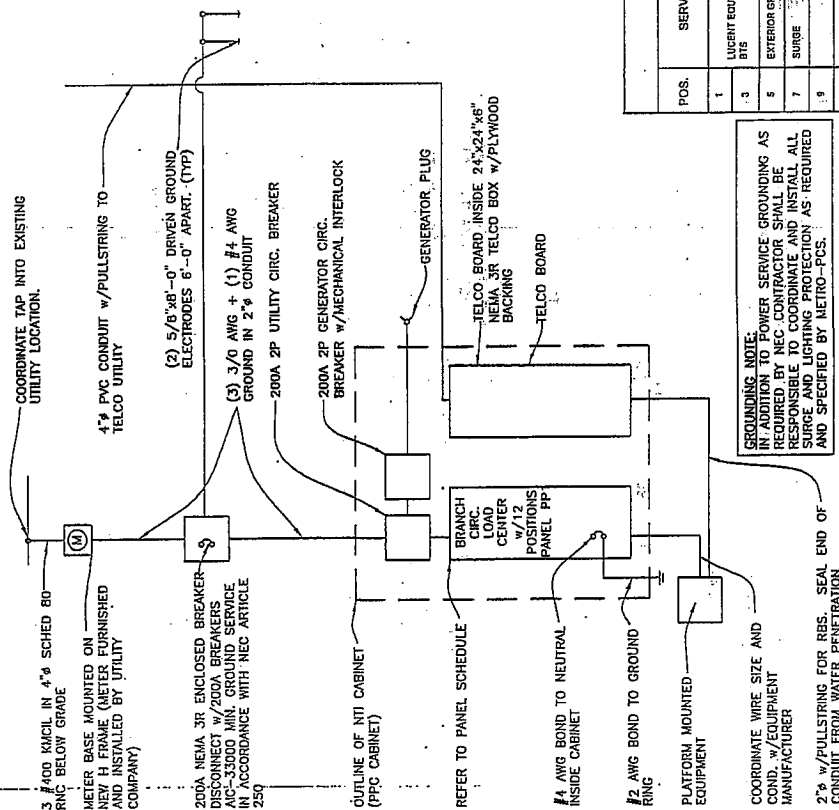 COORDINATE TAP INTO EXISTING
UTILITY LOCATION.
3 #400 KMCIL IN 4"ø SCHED 80
RNC BELOW GRADE
METER BASE MOUNTED ON
NEW H FRAME (METER FURNISHED
AND INSTALLED BY UTILITY
COMPANY)
M
4"ø PVC CONDUIT w/PULLSTRING TO
TELCO UTILITY
(2) 5/8"x8'-0" DRIVEN GROUND
ELECTRODES 6'-0" APART. (TYP)
(3) 3/0 AWG + (1) #4 AWG
GROUND IN 2"ø CONDUIT
200A NEMA 3R ENCLOSED BREAKER
DISCONNECT w/200A BREAKERS
AIC-33000 MIN. GROUND SERVICE
IN ACCORDANCE WITH NEC ARTICLE
250
200A 2P UTILITY CIRC. BREAKER
200A 2P GENERATOR CIRC.
BREAKER w/MECHANICAL INTERLOCK
GENERATOR PLUG
OUTLINE OF NTI CABINET
(PPC CABINET)
REFER TO PANEL SCHEDULE
BRANCH
CIRC.
LOAD
CENTER
w/12
POSITIONS
PANEL PP
TELCO BOARD INSIDE 24"x24"x6"
NEMA 3R TELCO BOX w/PLYWOOD
BACKING
TELCO BOARD
#4 AWG BOND TO NEUTRAL
INSIDE CABINET
#2 AWG BOND TO GROUND
RING
PLATFORM MOUNTED
EQUIPMENT
COORDINATE WIRE SIZE AND
COND. w/EQUIPMENT
MANUFACTURER
2"ø w/PULLSTRING FOR RBS. SEAL END OF
CONDUIT FROM WATER PENETRATION
GROUNDING NOTE:
IN ADDITION TO POWER SERVICE GROUNDING AS
REQUIRED BY NEC CONTRACTOR SHALL BE
RESPONSIBLE TO COORDINATE AND INSTALL ALL
SURGE AND LIGHTING PROTECTION AS REQUIRED
AND SPECIFIED BY METRO-PCS.
POS. SERV
1 LUCENT EQU
3 BTS
5 EXTERIOR GF
7 SURGE
9